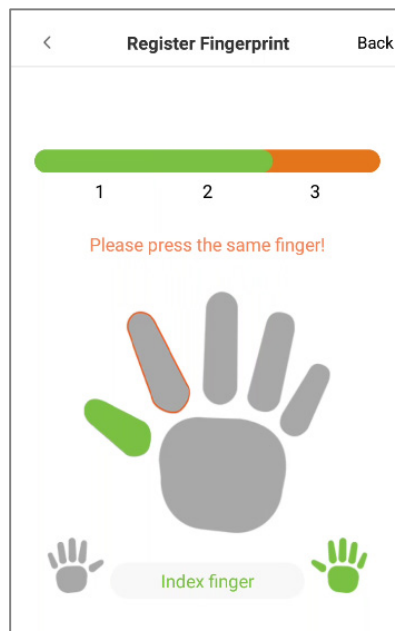 Register Fingerprint Back
1 2 3
Please press the same finger!
Index finger